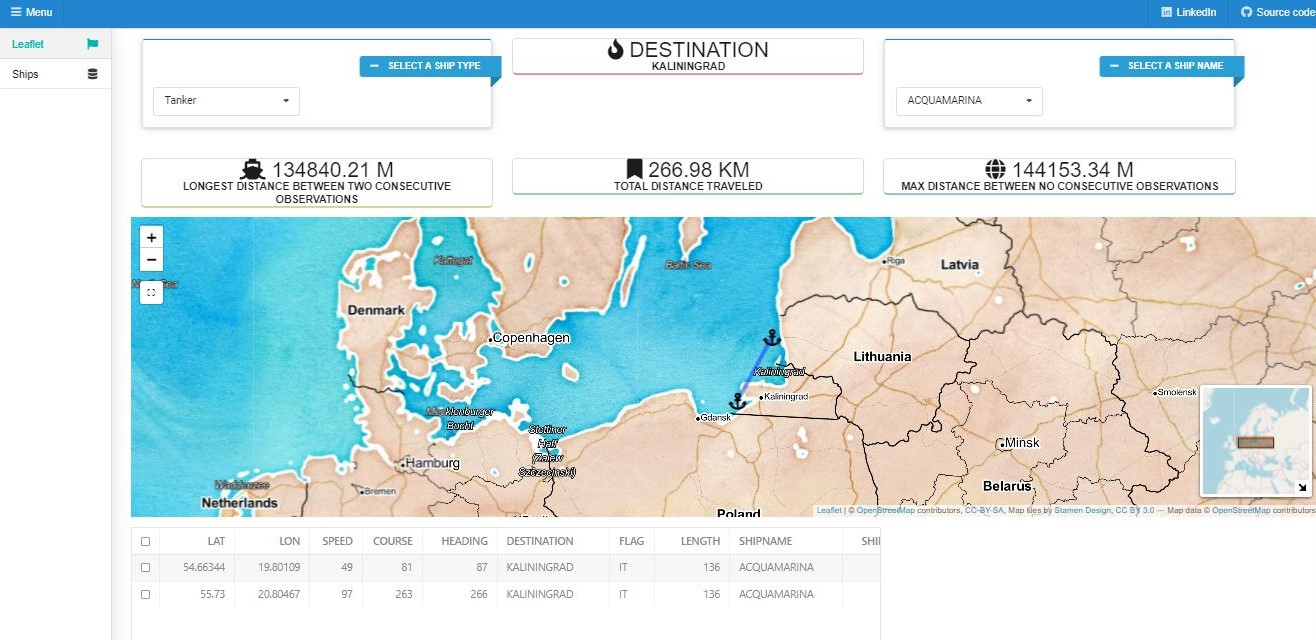 Menu
LinkedIn
Source code
Leaflet
Ships
SELECT A SHIP TYPE
Tanker
DESTINATION
KALININGRAD
SELECT A SHIP NAME
ACQUAMARINA
134840.21 M
LONGEST DISTANCE BETWEEN TWO CONSECUTIVE
OBSERVATIONS
266.98 KM
TOTAL DISTANCE TRAVELED
144153.34 M
MAX DISTANCE BETWEEN NO CONSECUTIVE OBSERVATIONS
+
−
Kattegat
Baltic Sea
Riga
Latvia
Denmark
Copenhagen
Lithuania
Kaliningrad
Kaliningrad
Smolensk
Gdansk
Mecklenburger
Bucht
Stettiner
Haff
(Zalew
Szczecinski)
Minsk
Hamburg
Waddenzee
Bremen
Netherlands
Belarus
Poland
Leaflet | © OpenStreetMap contributors, CC-BY-SA, Map tiles by Stamen Design, CC BY 3.0 — Map data © OpenStreetMap contributors
LAT LON SPEED COURSE HEADING DESTINATION FLAG LENGTH SHIPNAME
54.66344 19.80109 49 81 87 KALININGRAD IT 136 ACQUAMARINA
55.73 20.80467 97 263 266 KALININGRAD IT 136 ACQUAMARINA